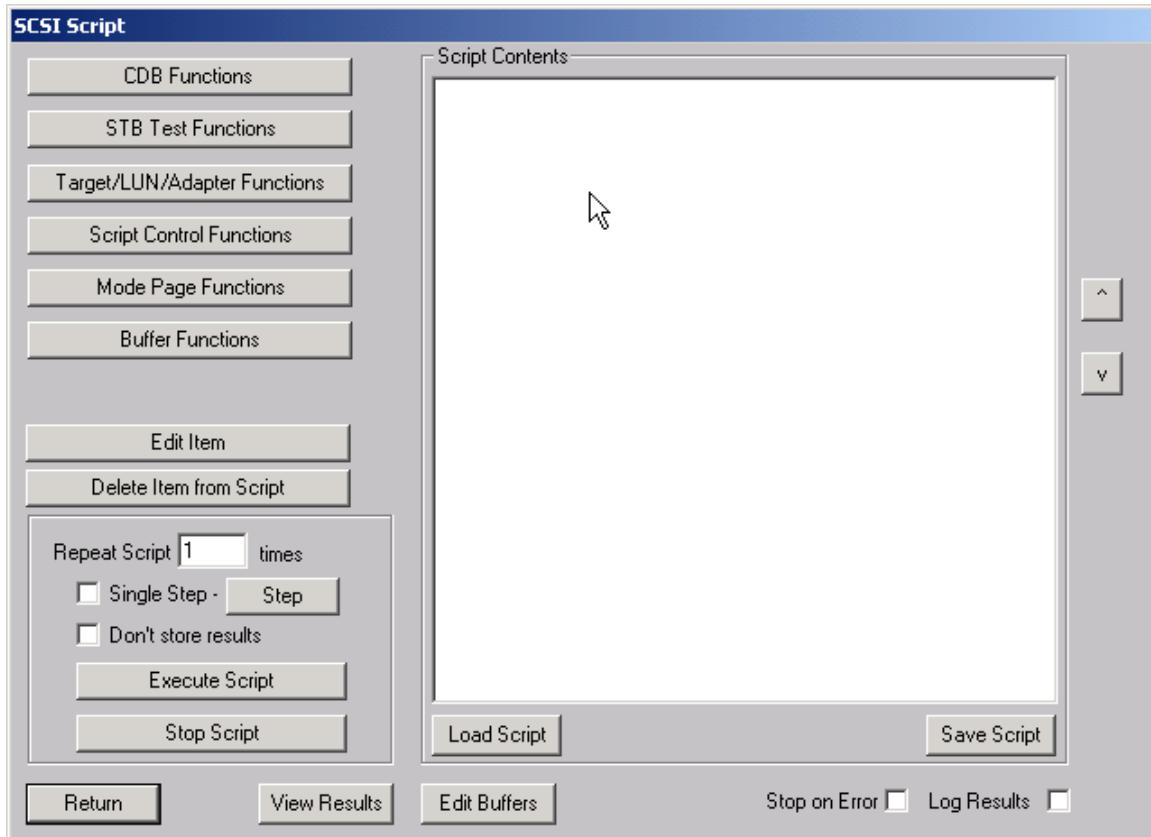 SCSI Script
CDB Functions
STB Test Functions
Target/LUN/Adapter Functions
Script Control Functions
Mode Page Functions
Buffer Functions
Edit Item
Delete Item from Script
Repeat Script 1 times
Single Step - Step
Don't store results
Execute Script
Stop Script
Script Contents
^
v
Load Script Save Script
Return View Results Edit Buffers Stop on Error Log Results